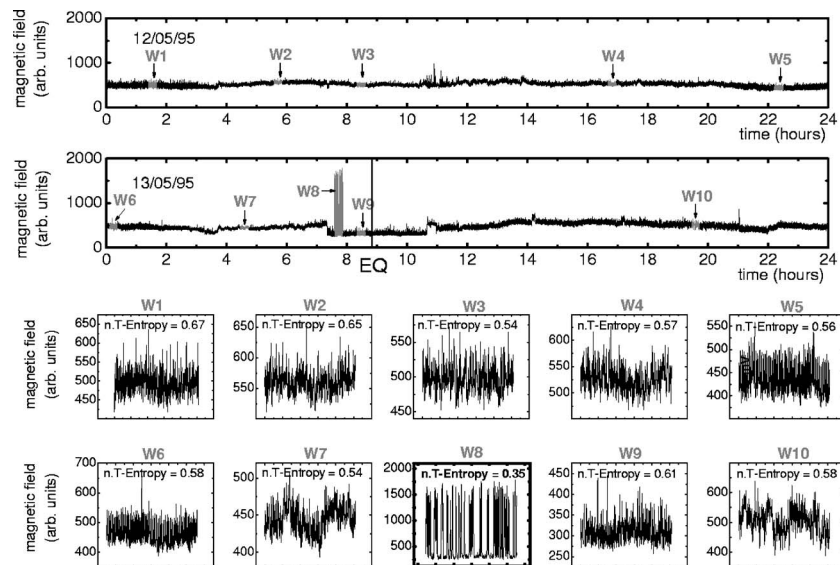 magnetic field
(arb. units)
2000
1000
0
12/05/95
W1
W2
W3
W4
W5
0 2 4 6 8 10 12 14 16 18 20 22 24
time (hours)
magnetic field
(arb. units)
2000
1000
0
13/05/95
W6
W7
W8
W9
W10
0 2 4 6 8 10 12 14 16 18 20 22 24
EQ
time (hours)
W1 W2 W3 W4 W5
magnetic field
(arb. units)
n.T-Entropy = 0.67
650
600
550
500
450
n.T-Entropy = 0.65
650
600
550
n.T-Entropy = 0.54
550
500
450
n.T-Entropy = 0.57
600
550
500
n.T-Entropy = 0.56
550
500
450
400
W6 W7 W8 W9 W10
magnetic field
(arb. units)
n.T-Entropy = 0.58
700
600
500
400
n.T-Entropy = 0.54
500
450
400
n.T-Entropy = 0.35
2000
1500
1000
500
n.T-Entropy = 0.61
450
400
350
300
250
n.T-Entropy = 0.58
600
500
400